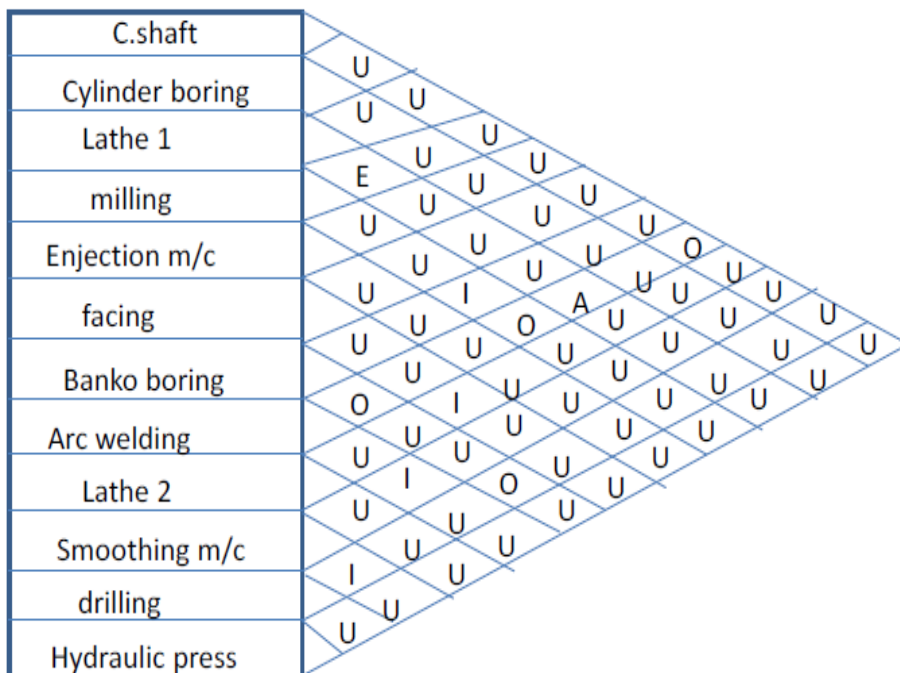 C.shaft
Cylinder boring
Lathe 1
milling
Enjection m/c
facing
Banko boring
Arc welding
Lathe 2
Smoothing m/c
drilling
Hydraulic press
U U U U U U O U U U U
U U U U U U U U U U
E U U U A U U U U
U U I O U U U U
U U U U U U U
U U I U U U
O U U O U
U I U U
U U U
I U
U